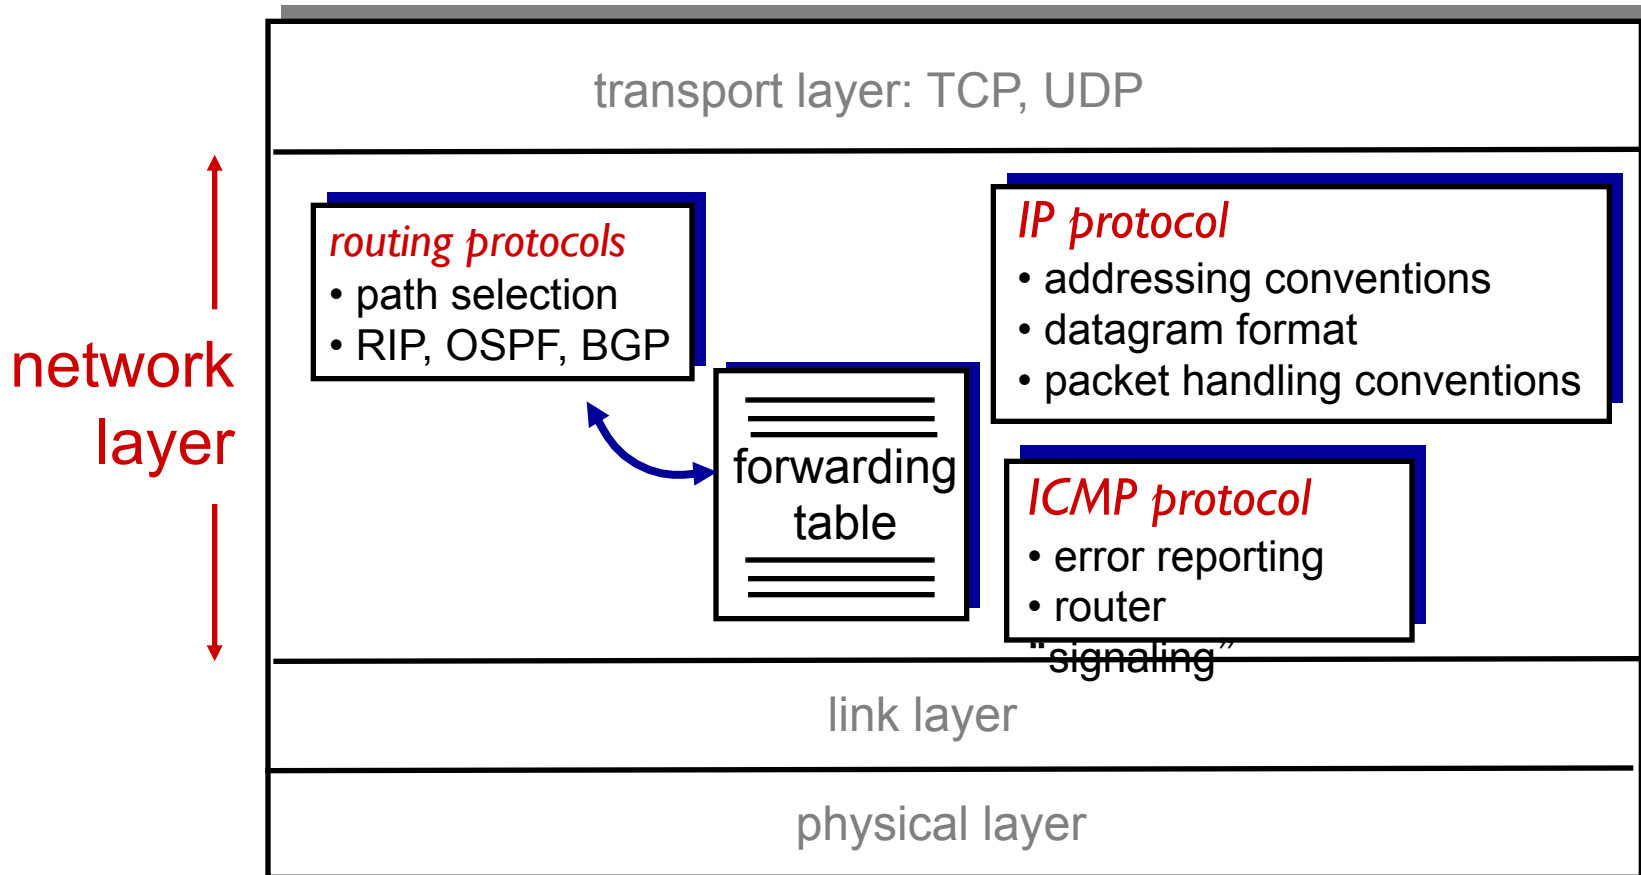 transport layer: TCP, UDP
network
layer
routing protocols
• path selection
• RIP, OSPF, BGP
forwarding
table
IP protocol
• addressing conventions
• datagram format
• packet handling conventions
ICMP protocol
• error reporting
• router
“signaling”
link layer
physical layer